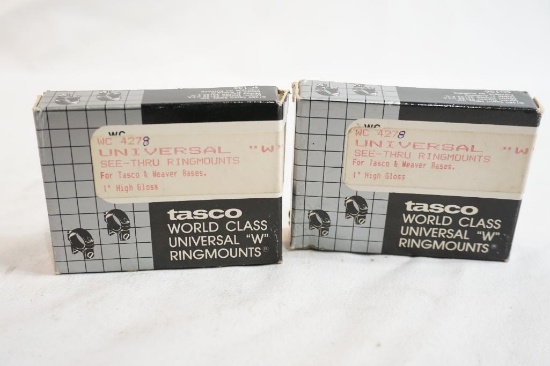 WC
WC 4278
UNIVERSAL "W"
SEE-THRU RINGMOUNTS
For Tasco & Weaver Bases.
1" High Gloss
tasco
WORLD CLASS
UNIVERSAL "W"
RINGMOUNTS
WC
WC 4278
UNIVERSAL "W"
SEE-THRU RINGMOUNTS
For Tasco & Weaver Bases.
1" High Gloss
tasco
WORLD CLASS
UNIVERSAL "W"
RINGMOUNTS